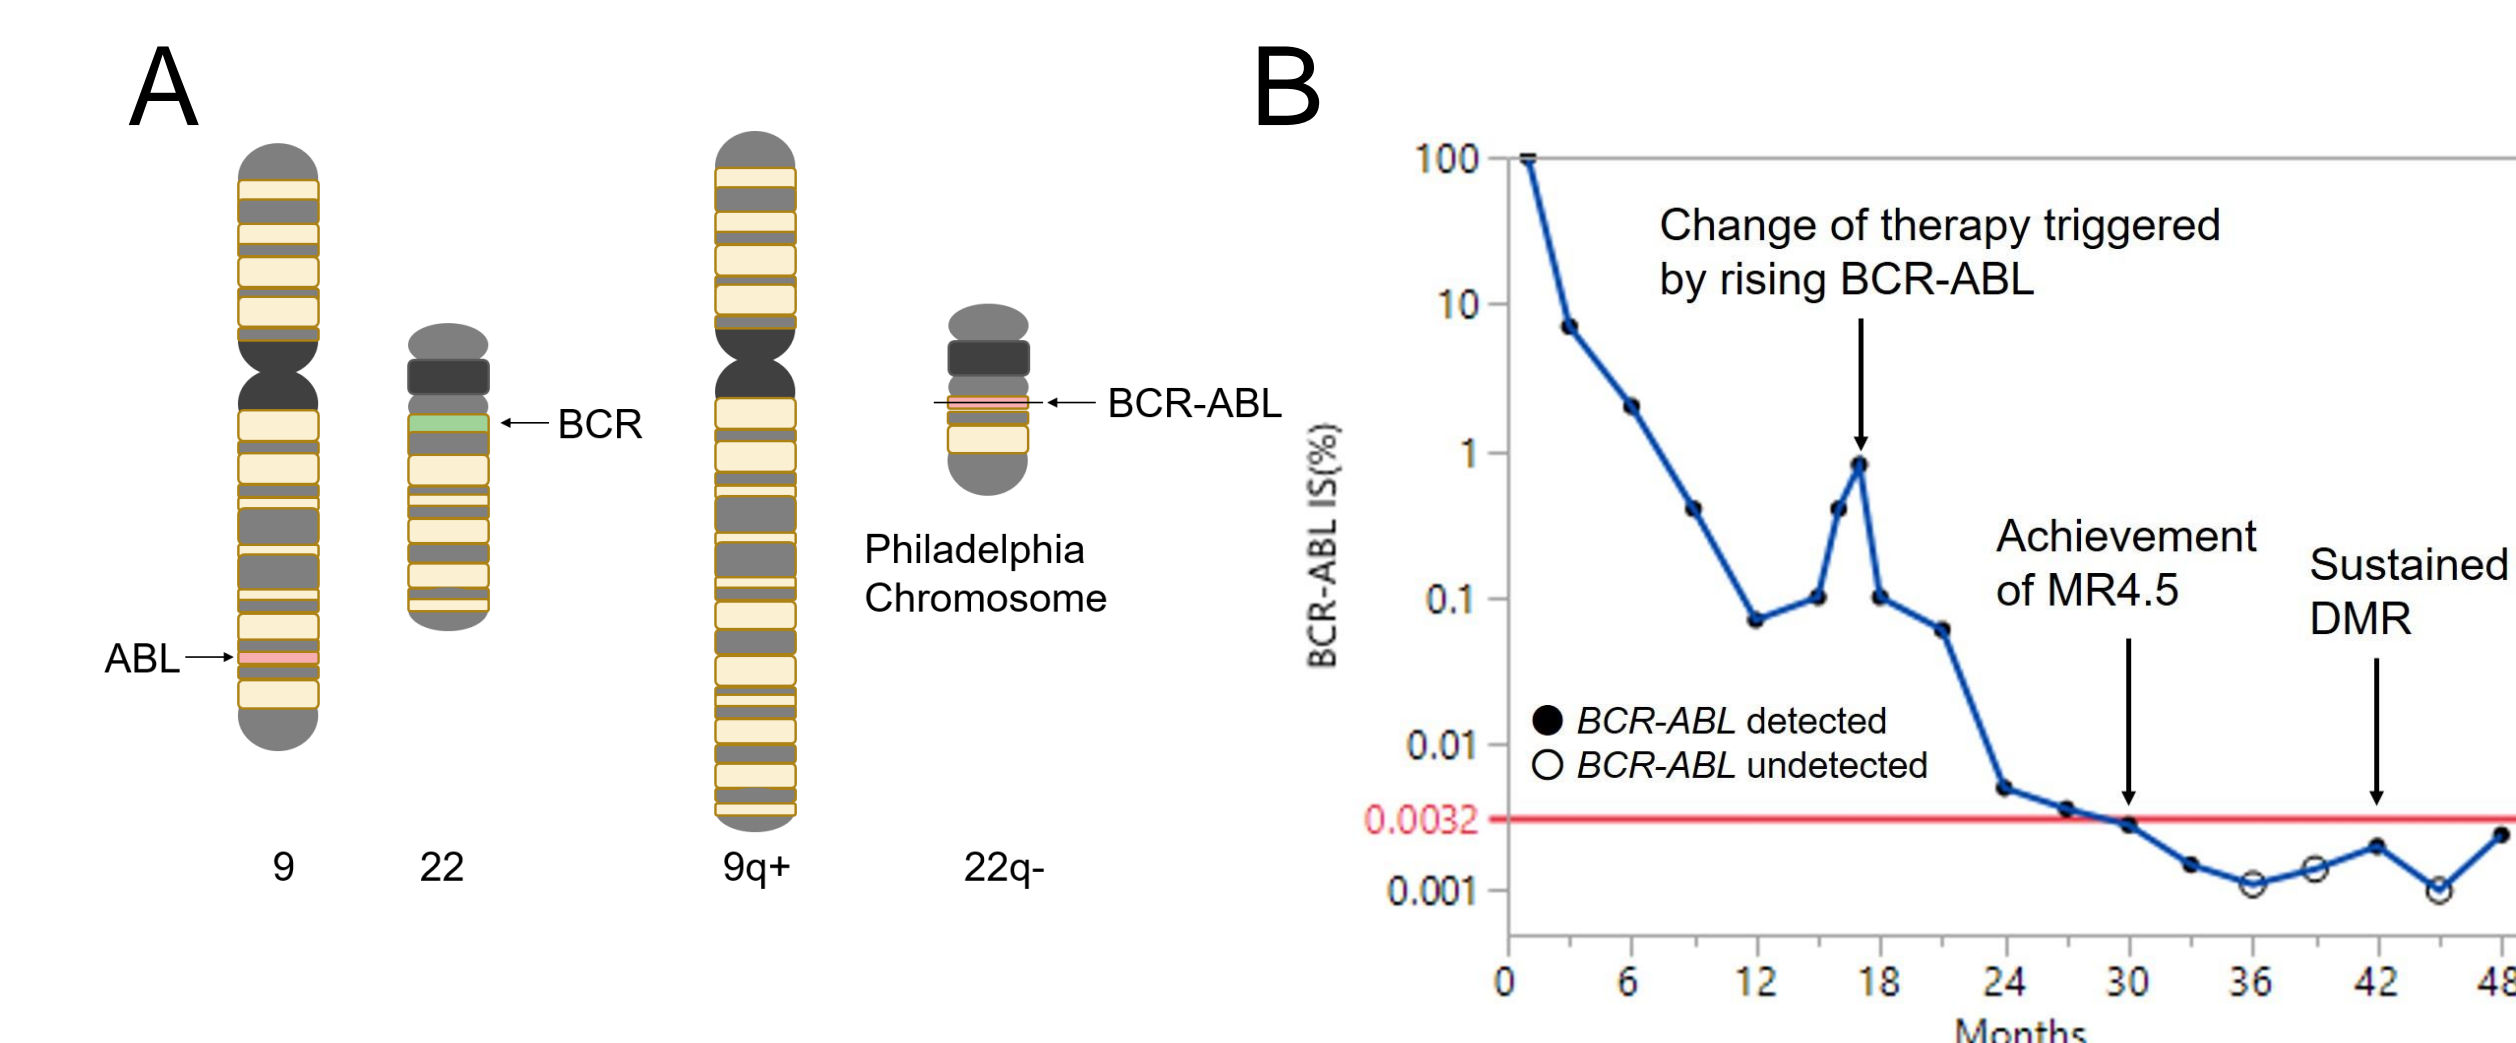 A
ABL
BCR
BCR-ABL
Philadelphia
Chromosome
9
22
9q+
22q-
B
BCR-ABL IS(%)
100
10
1
0.1
0.01
0.0032
0.001
Change of therapy triggered
by rising BCR-ABL
Achievement
of MR4.5
Sustained
DMR
BCR-ABL detected
BCR-ABL undetected
0 6 12 18 24 30 36 42 48
Months